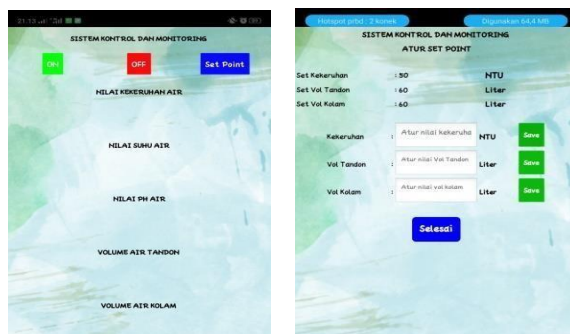 SISTEM KONTROL DAN MONITORING
ON OFF Set Point
NILAI KEKERUHAN AIR
NILAI SUHU AIR
NILAI PH AIR
VOLUME AIR TANDON
VOLUME AIR KOLAM
Hotspot prbd : 2 konek Digunakan 64,4 MB
SISTEM KONTROL DAN MONITORING
ATUR SET POINT
Set Kekeruhan : 50 NTU
Set Vol Tandon : 60 Liter
Set Vol Kolam : 60 Liter
Kekeruhan : Atur nilai kekeruha NTU Save
Vol Tandon : Atur nilai Vol Tandon Liter Save
Vol Kolam : Atur nilai vol kolam Liter Save
Selesai